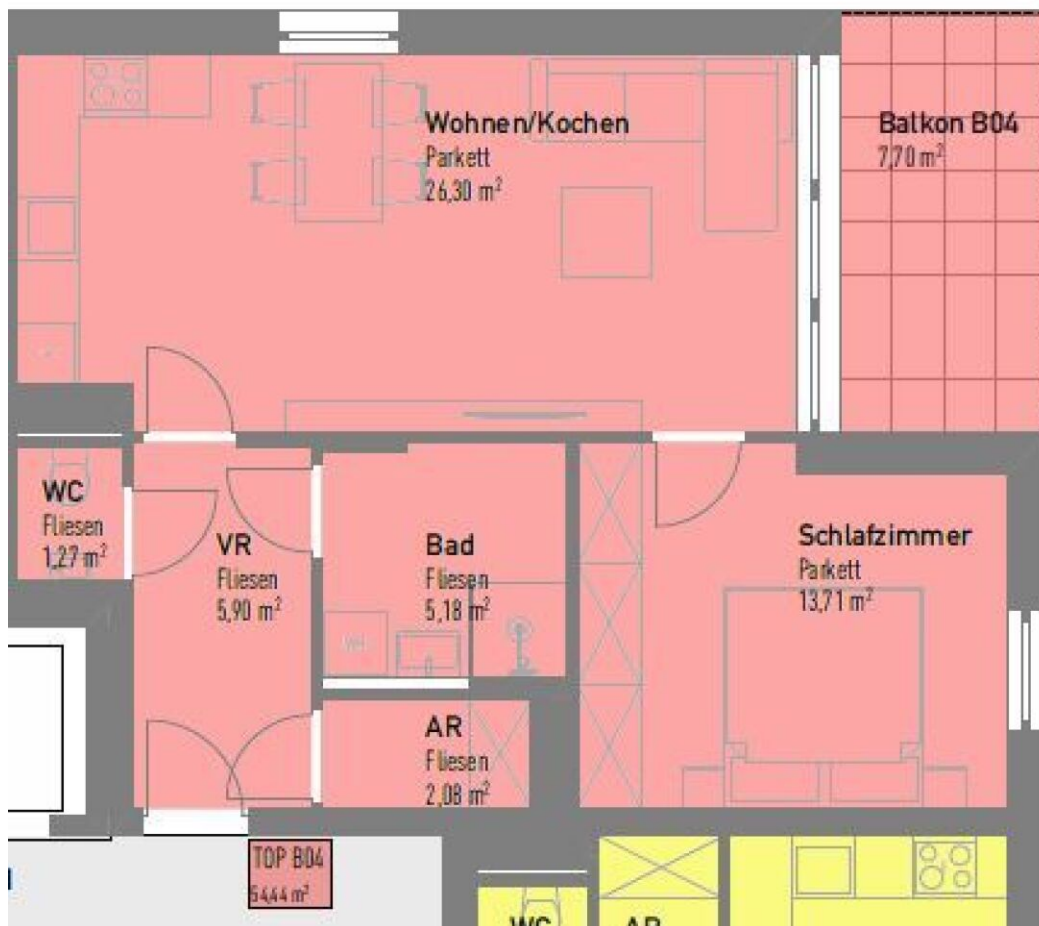 Wohnen/Kochen
Parkett
26,30 m²
Balkon B04
7,70 m²
WC
Fliesen
1,27 m²
VR
Fliesen
5,90 m²
Bad
Fliesen
5,18 m²
Schlafzimmer
Parkett
13,71 m²
AR
Fliesen
2,08 m²
TOP B04
54,44 m²
WC
AR